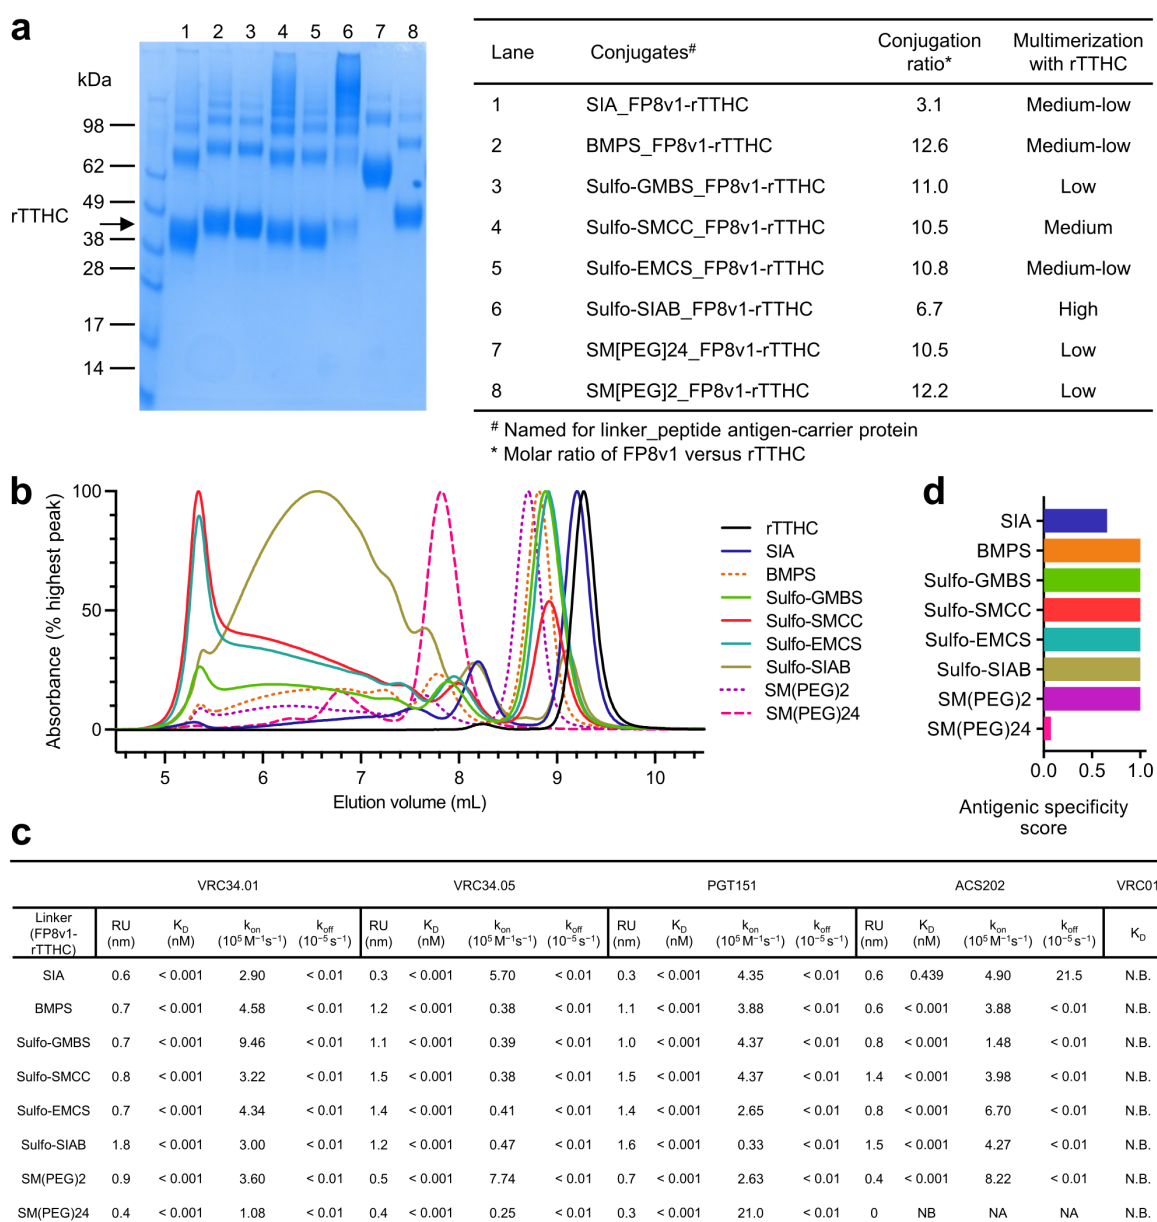 a
1 2 3 4 5 6 7 8
kDa
98
62
49
rTTHC
38
28
17
14
Lane Conjugates# Conjugation ratio* Multimerization with rTTHC
1 SIA_FP8v1-rTTHC 3.1 Medium-low
2 BMPS_FP8v1-rTTHC 12.6 Medium-low
3 Sulfo-GMBS_FP8v1-rTTHC 11.0 Low
4 Sulfo-SMCC_FP8v1-rTTHC 10.5 Medium
5 Sulfo-EMCS_FP8v1-rTTHC 10.8 Medium-low
6 Sulfo-SIAB_FP8v1-rTTHC 6.7 High
7 SM[PEG]24_FP8v1-rTTHC 10.5 Low
8 SM[PEG]2_FP8v1-rTTHC 12.2 Low
# Named for linker_peptide antigen-carrier protein
* Molar ratio of FP8v1 versus rTTHC
b
Absorbance (% highest peak)
100
50
0
5 6 7 8 9 10
Elution volume (mL)
rTTHC
SIA
BMPS
Sulfo-GMBS
Sulfo-SMCC
Sulfo-EMCS
Sulfo-SIAB
SM(PEG)2
SM(PEG)24
d
SIA
BMPS
Sulfo-GMBS
Sulfo-SMCC
Sulfo-EMCS
Sulfo-SIAB
SM(PEG)2
SM(PEG)24
0.0 0.5 1.0
Antigenic specificity
score
c
VRC34.01 VRC34.05 PGT151 ACS202 VRC01
Linker (FP8v1-rTTHC) RU (nm) KD (nM) kon (10⁵ M⁻¹s⁻¹) koff (10⁻⁵ s⁻¹) RU (nm) KD (nM) kon (10⁵ M⁻¹s⁻¹) koff (10⁻⁵ s⁻¹) RU (nm) KD (nM) kon (10⁵ M⁻¹s⁻¹) koff (10⁻⁵ s⁻¹) RU (nm) KD (nM) kon (10⁵ M⁻¹s⁻¹) koff (10⁻⁵ s⁻¹) KD
SIA 0.6 < 0.001 2.90 < 0.01 0.3 < 0.001 5.70 < 0.01 0.3 < 0.001 4.35 < 0.01 0.6 0.439 4.90 21.5 N.B.
BMPS 0.7 < 0.001 4.58 < 0.01 1.2 < 0.001 0.38 < 0.01 1.1 < 0.001 3.88 < 0.01 0.6 < 0.001 3.88 < 0.01 N.B.
Sulfo-GMBS 0.7 < 0.001 9.46 < 0.01 1.1 < 0.001 0.39 < 0.01 1.0 < 0.001 4.37 < 0.01 0.8 < 0.001 1.48 < 0.01 N.B.
Sulfo-SMCC 0.8 < 0.001 3.22 < 0.01 1.5 < 0.001 0.38 < 0.01 1.5 < 0.001 4.37 < 0.01 1.4 < 0.001 3.98 < 0.01 N.B.
Sulfo-EMCS 0.7 < 0.001 4.34 < 0.01 1.4 < 0.001 0.41 < 0.01 1.4 < 0.001 2.65 < 0.01 0.8 < 0.001 6.70 < 0.01 N.B.
Sulfo-SIAB 1.8 < 0.001 3.00 < 0.01 1.2 < 0.001 0.47 < 0.01 1.6 < 0.001 0.33 < 0.01 1.5 < 0.001 4.27 < 0.01 N.B.
SM(PEG)2 0.9 < 0.001 3.60 < 0.01 0.5 < 0.001 7.74 < 0.01 0.7 < 0.001 2.63 < 0.01 0.4 < 0.001 8.22 < 0.01 N.B.
SM(PEG)24 0.4 < 0.001 1.08 < 0.01 0.4 < 0.001 0.25 < 0.01 0.3 < 0.001 21.0 < 0.01 0 NB NA NA N.B.